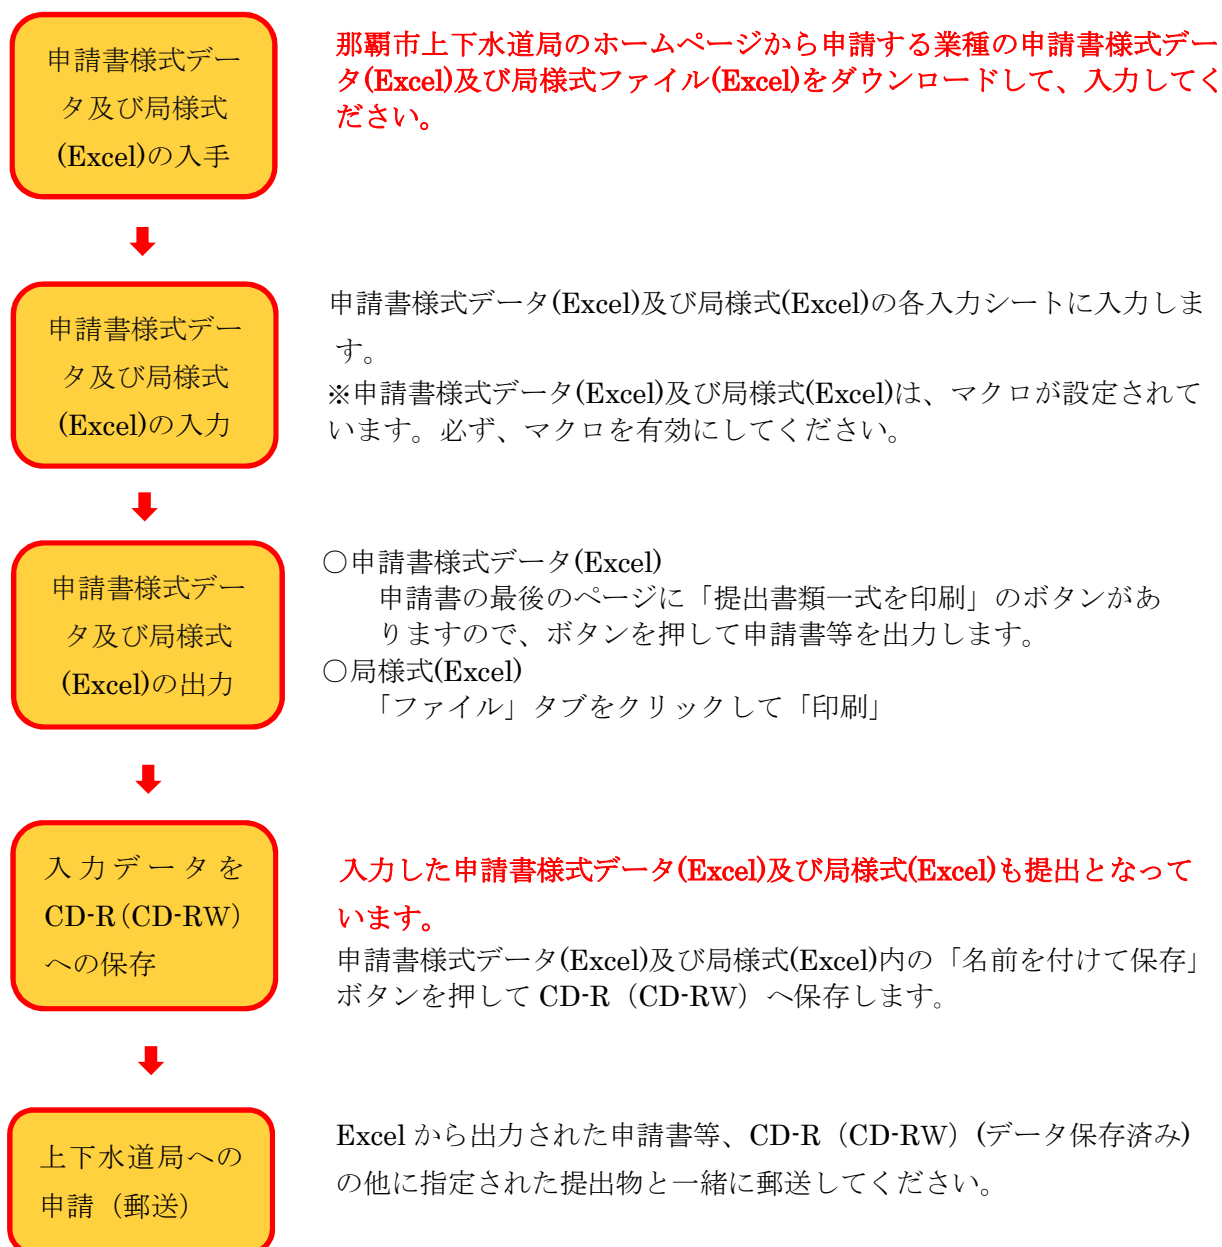 申請書様式デー
タ及び局様式
(Excel)の入手
那覇市上下水道局のホームページから申請する業種の申請書様式デー
タ(Excel)及び局様式ファイル(Excel)をダウンロードして、入力してく
ださい。
申請書様式デー
タ及び局様式
(Excel)の入力
申請書様式データ(Excel)及び局様式(Excel)の各入力シートに入力しま
す。
※申請書様式データ(Excel)及び局様式(Excel)は、マクロが設定されて
います。必ず、マクロを有効にしてください。
申請書様式デー
タ及び局様式
(Excel)の出力
○申請書様式データ(Excel)
申請書の最後のページに「提出書類一式を印刷」のボタンがあ
りますので、ボタンを押して申請書等を出力します。
○局様式(Excel)
「ファイル」タブをクリックして「印刷」
入力データを
CD-R(CD-RW)
への保存
入力した申請書様式データ(Excel)及び局様式(Excel)も提出となって
います。
申請書様式データ(Excel)及び局様式(Excel)内の「名前を付けて保存」
ボタンを押して CD-R（CD-RW）へ保存します。
上下水道局への
申請（郵送）
Excel から出力された申請書等、CD-R（CD-RW）(データ保存済み)
の他に指定された提出物と一緒に郵送してください。